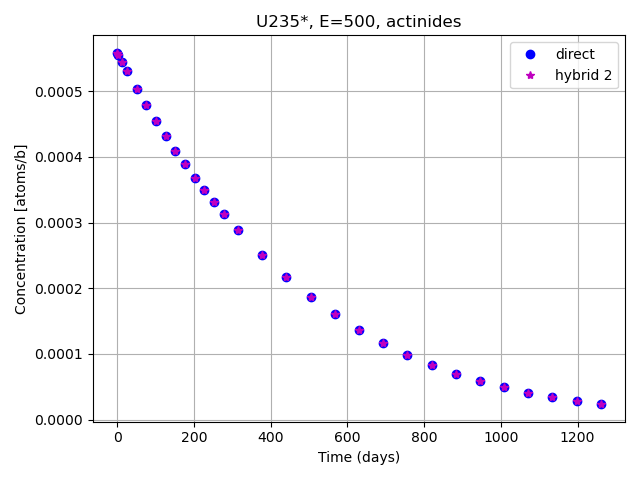 U235*, E=500, actinides
direct
hybrid 2
Concentration [atoms/b]
0.0005
0.0004
0.0003
0.0002
0.0001
0.0000
0 200 400 600 800 1000 1200
Time (days)